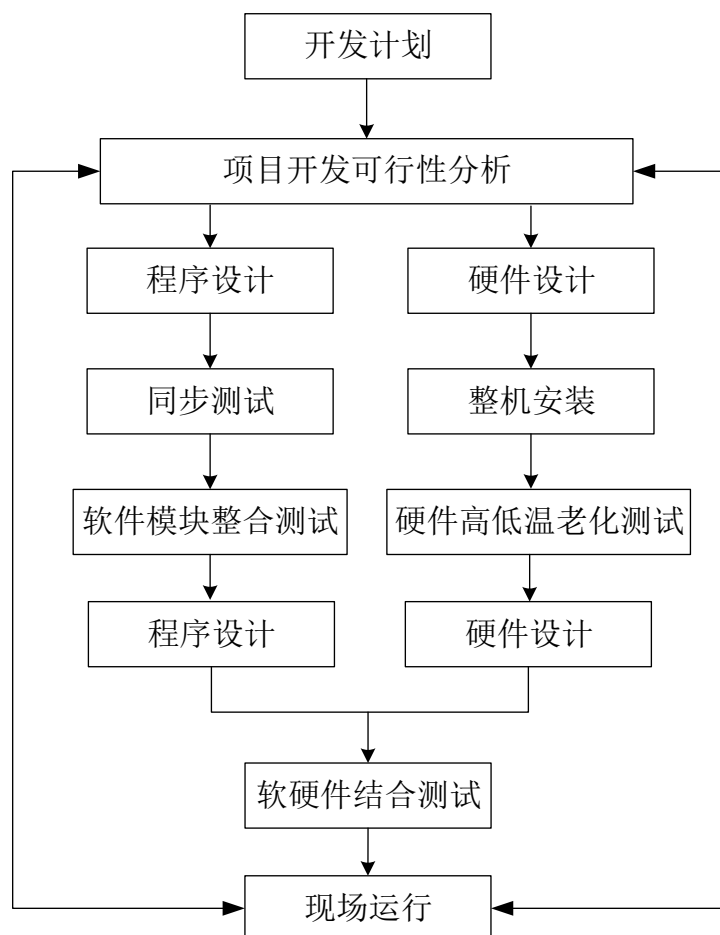 开发计划
项目开发可行性分析
程序设计
硬件设计
同步测试
整机安装
软件模块整合测试
硬件高低温老化测试
程序设计
硬件设计
软硬件结合测试
现场运行